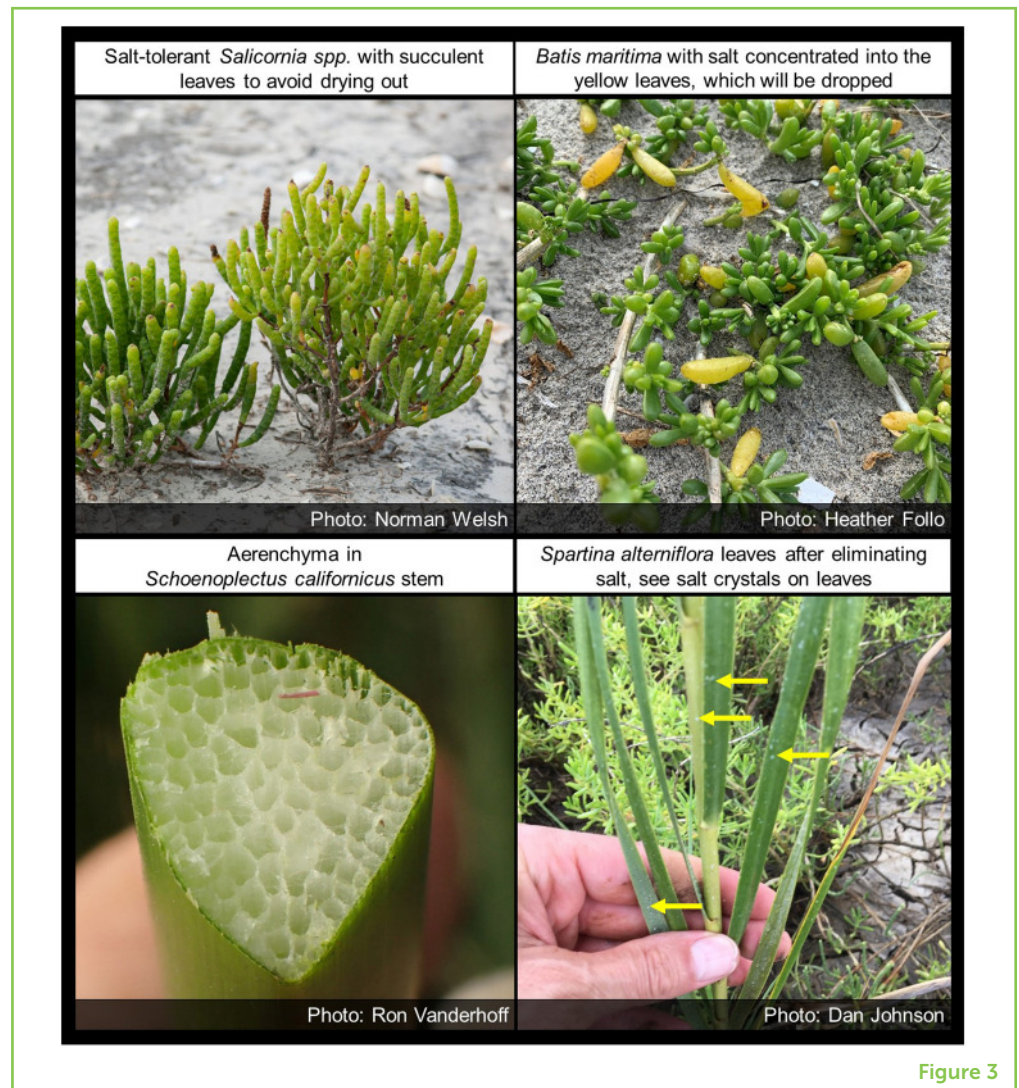 Salt-tolerant Salicornia spp. with succulent
leaves to avoid drying out
Batis maritima with salt concentrated into the
yellow leaves, which will be dropped
Photo: Norman Welsh
Photo: Heather Follo
Aerenchyma in
Schoenoplectus californicus stem
Spartina alterniflora leaves after eliminating
salt, see salt crystals on leaves
Photo: Ron Vanderhoff
Photo: Dan Johnson
Figure 3